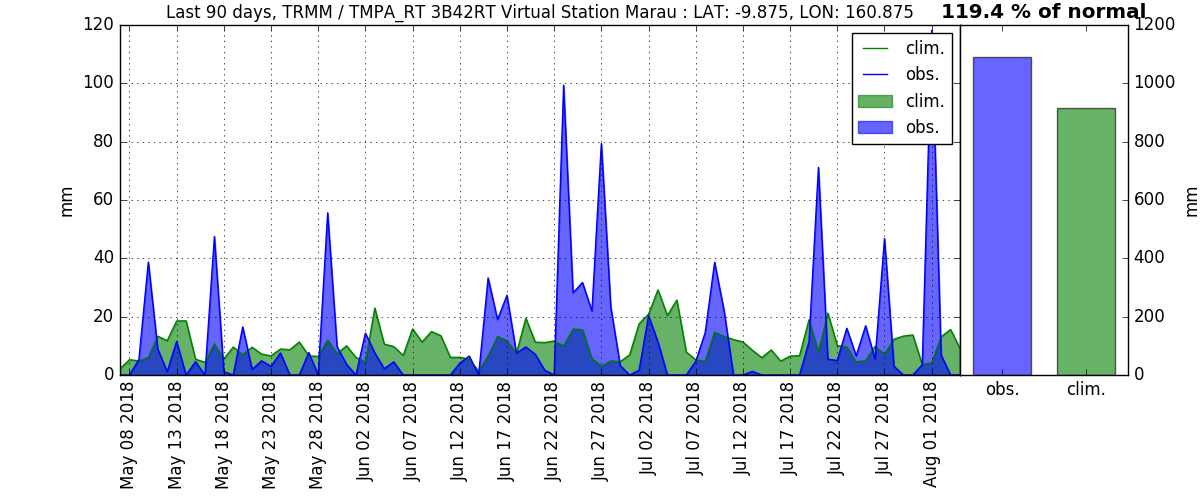 Last 90 days, TRMM / TMPA_RT 3B42RT Virtual Station Marau : LAT: -9.875, LON: 160.875
119.4 % of normal
120
100
80
60
40
20
0
mm
clim.
obs.
clim.
obs.
1200
1000
800
600
400
200
0
mm
May 08 2018
May 13 2018
May 18 2018
May 23 2018
May 28 2018
Jun 02 2018
Jun 07 2018
Jun 12 2018
Jun 17 2018
Jun 22 2018
Jun 27 2018
Jul 02 2018
Jul 07 2018
Jul 12 2018
Jul 17 2018
Jul 22 2018
Jul 27 2018
Aug 01 2018
obs.
clim.